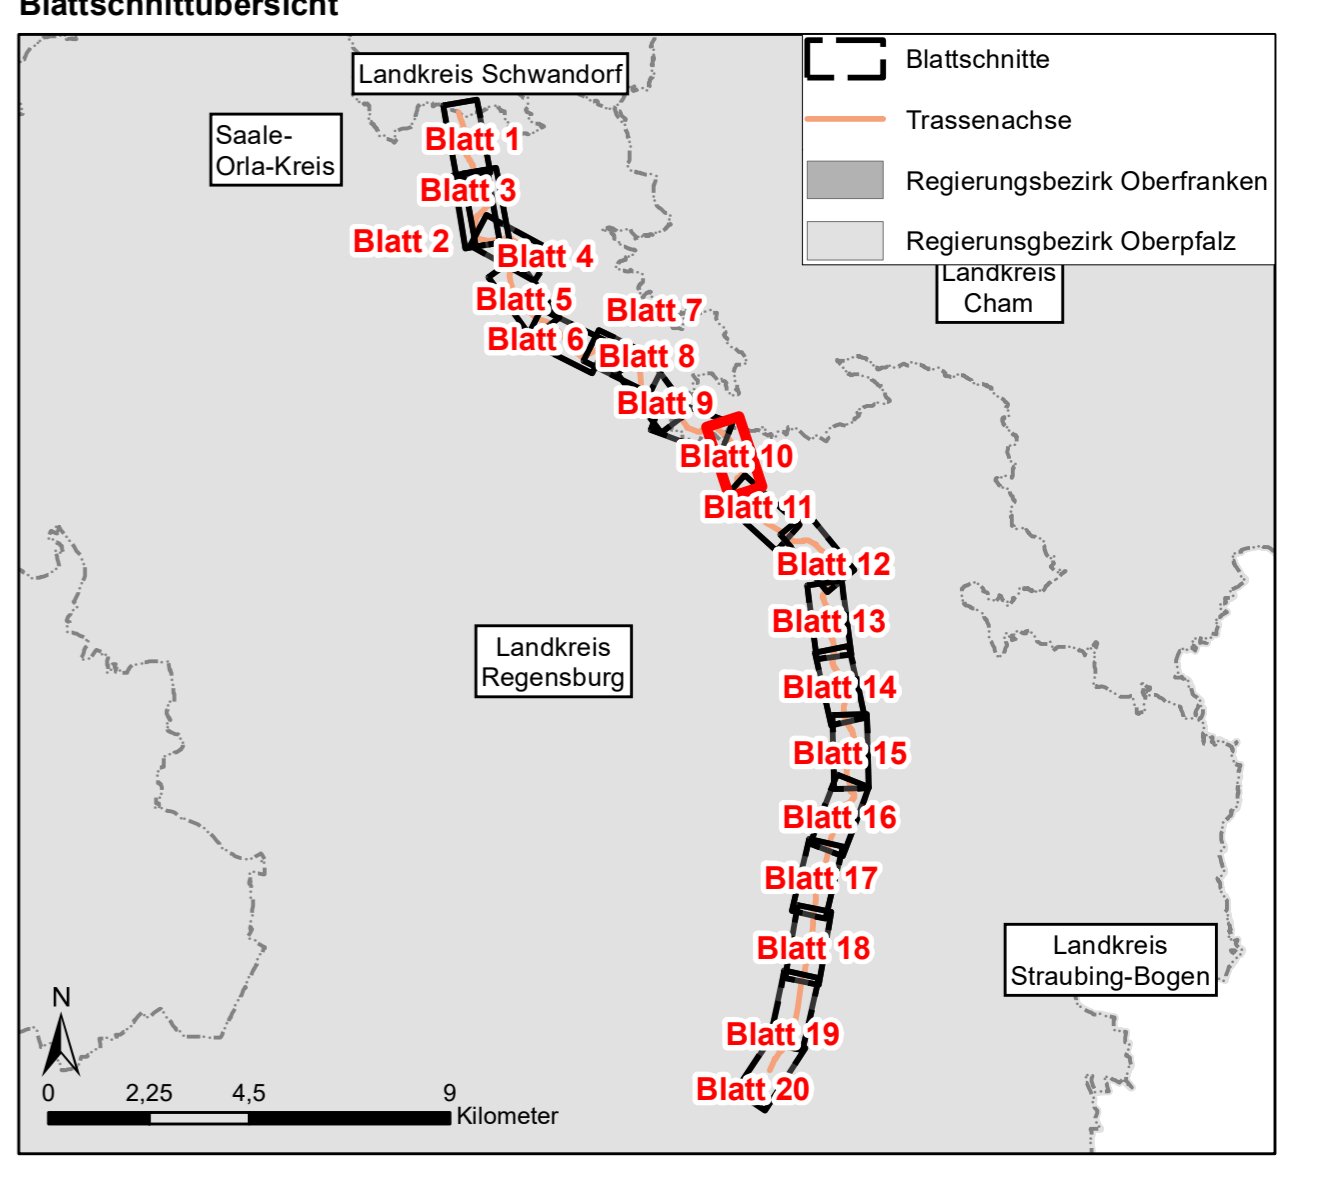 Blattschnittübersicht
Landkreis Schwandorf
Saale-
Orla-Kreis
Blattschnitte
Trassenachse
Regierungsbezirk Oberfranken
Regierunsgbezirk Oberpfalz
Landkreis
Cham
Blatt 1
Blatt 3
Blatt 2
Blatt 4
Blatt 5
Blatt 7
Blatt 6
Blatt 8
Blatt 9
Blatt 10
Blatt 11
Blatt 12
Blatt 13
Landkreis
Regensburg
Blatt 14
Blatt 15
Blatt 16
Blatt 17
Blatt 18
Landkreis
Straubing-Bogen
Blatt 19
Blatt 20
N
0 2,25 4,5 9
Kilometer